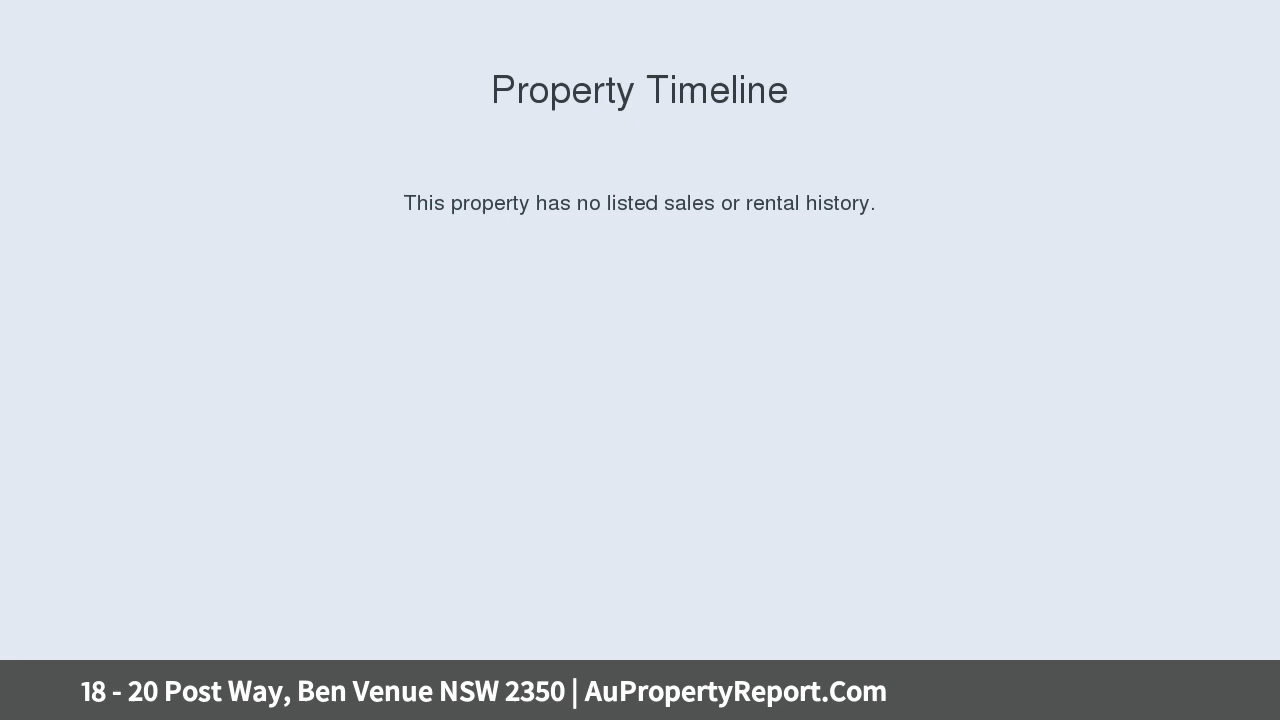 Property Timeline
This property has no listed sales or rental history.
18 - 20 Post Way, Ben Venue NSW 2350 | AuPropertyReport.Com